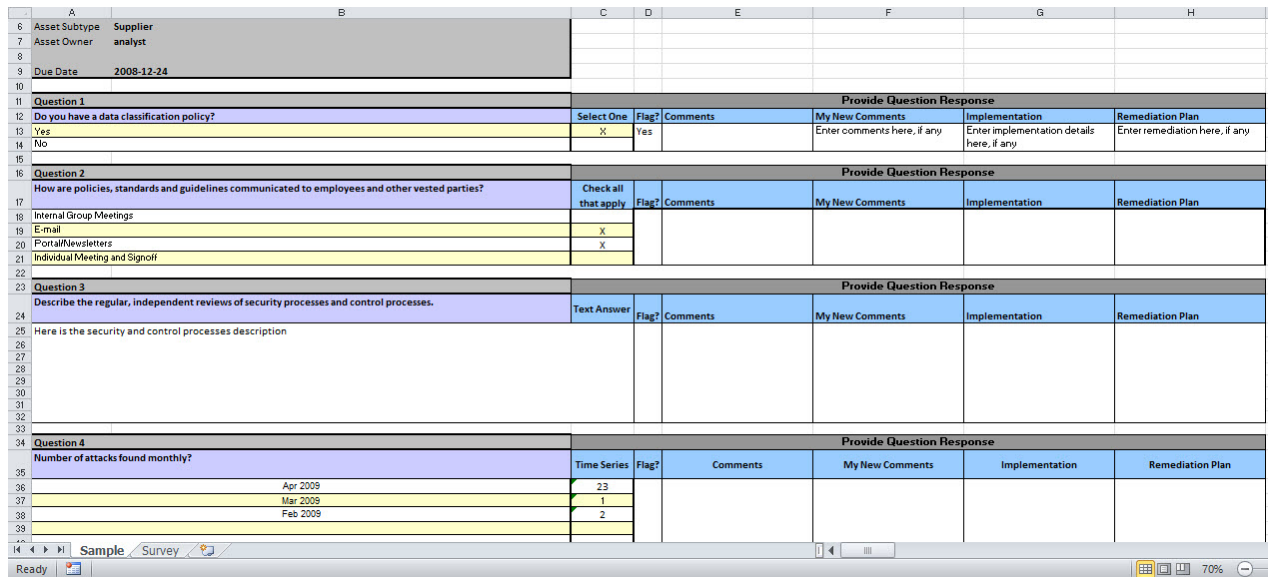 A B C D E F G H
6 Asset Subtype Supplier
7 Asset Owner analyst
8
9 Due Date 2008-12-24
10
11 Question 1 Provide Question Response
12 Do you have a data classification policy? Select One Flag? Comments My New Comments Implementation Remediation Plan
13 Yes X Yes Enter comments here, if any Enter implementation details Enter remediation here, if any
14 No here, if any
15
16 Question 2 Provide Question Response
How are policies, standards and guidelines communicated to employees and other vested parties? Check all
17 that apply Flag? Comments My New Comments Implementation Remediation Plan
18 Internal Group Meetings
19 E-mail X
20 Portal/Newsletters X
21 Individual Meeting and Signoff
22
23 Question 3 Provide Question Response
Describe the regular, independent reviews of security processes and control processes. Text Answer
24 Flag? Comments My New Comments Implementation Remediation Plan
25 Here is the security and control processes description
26
27
28
29
30
31
32
33
34 Question 4 Provide Question Response
Number of attacks found monthly? Time Series Flag? Comments My New Comments Implementation Remediation Plan
35
36 Apr 2009 23
37 Mar 2009 1
38 Feb 2009 2
39
Sample Survey
Ready 70%